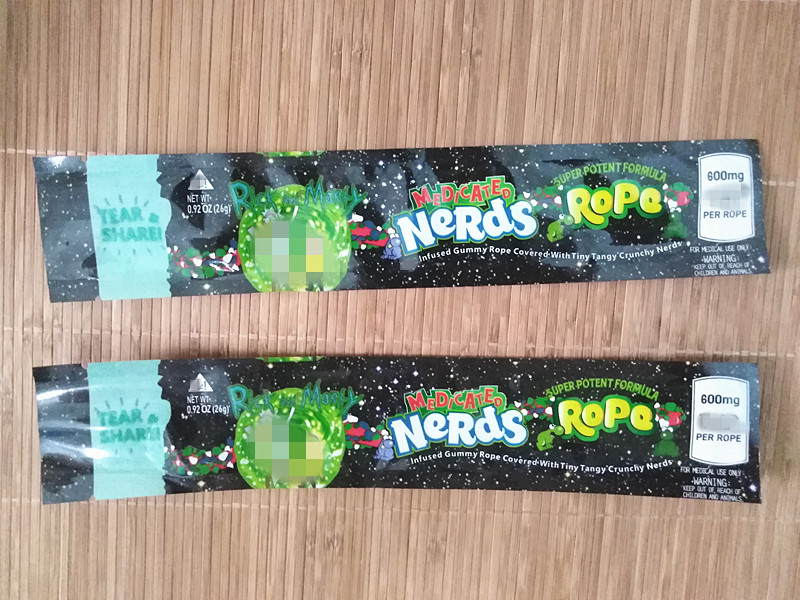 TEAR &
SHARE!
NET WT.
0.92 OZ (26g)
Rick and Morty
MEDICATED
NeRds
SUPER POTENT FORMULA
ROPe
Infused Gummy Rope Covered With Tiny Tangy Crunchy Nerds
600mg
PER ROPE
FOR MEDICAL USE ONLY
WARNING:
KEEP OUT OF REACH OF
CHILDREN AND ANIMALS.
TEAR &
SHARE!
NET WT.
0.92 OZ (26g)
Rick and Morty
MEDICATED
NeRds
SUPER POTENT FORMULA
ROPe
Infused Gummy Rope Covered With Tiny Tangy Crunchy Nerds
600mg
PER ROPE
FOR MEDICAL USE ONLY
WARNING:
KEEP OUT OF REACH OF
CHILDREN AND ANIMALS.